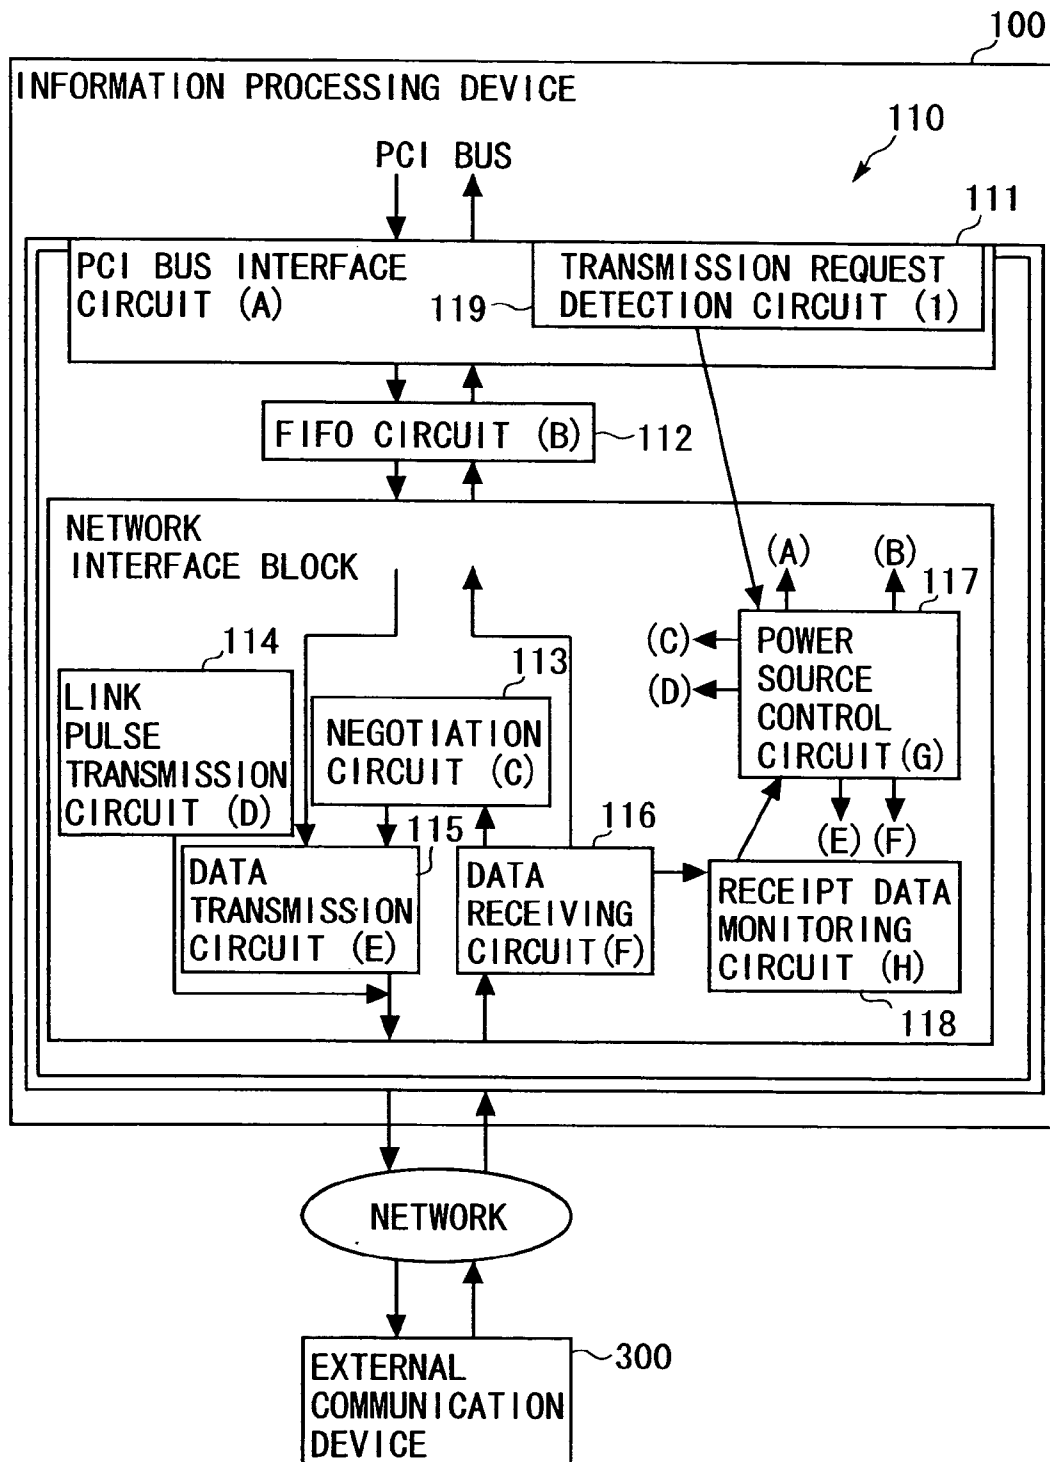 100
INFORMATION PROCESSING DEVICE
110
PCI BUS
111
PCI BUS INTERFACE
CIRCUIT (A)
119
TRANSMISSION REQUEST
DETECTION CIRCUIT (1)
FIFO CIRCUIT (B)
112
NETWORK
INTERFACE BLOCK
(A)
(B)
117
(C)
(D)
POWER
SOURCE
CONTROL
CIRCUIT(G)
114
LINK
PULSE
TRANSMISSION
CIRCUIT (D)
113
NEGOTIATION
CIRCUIT (C)
(E)
(F)
115
DATA
TRANSMISSION
CIRCUIT (E)
116
DATA
RECEIVING
CIRCUIT(F)
RECEIPT DATA
MONITORING
CIRCUIT (H)
118
NETWORK
300
EXTERNAL
COMMUNICATION
DEVICE